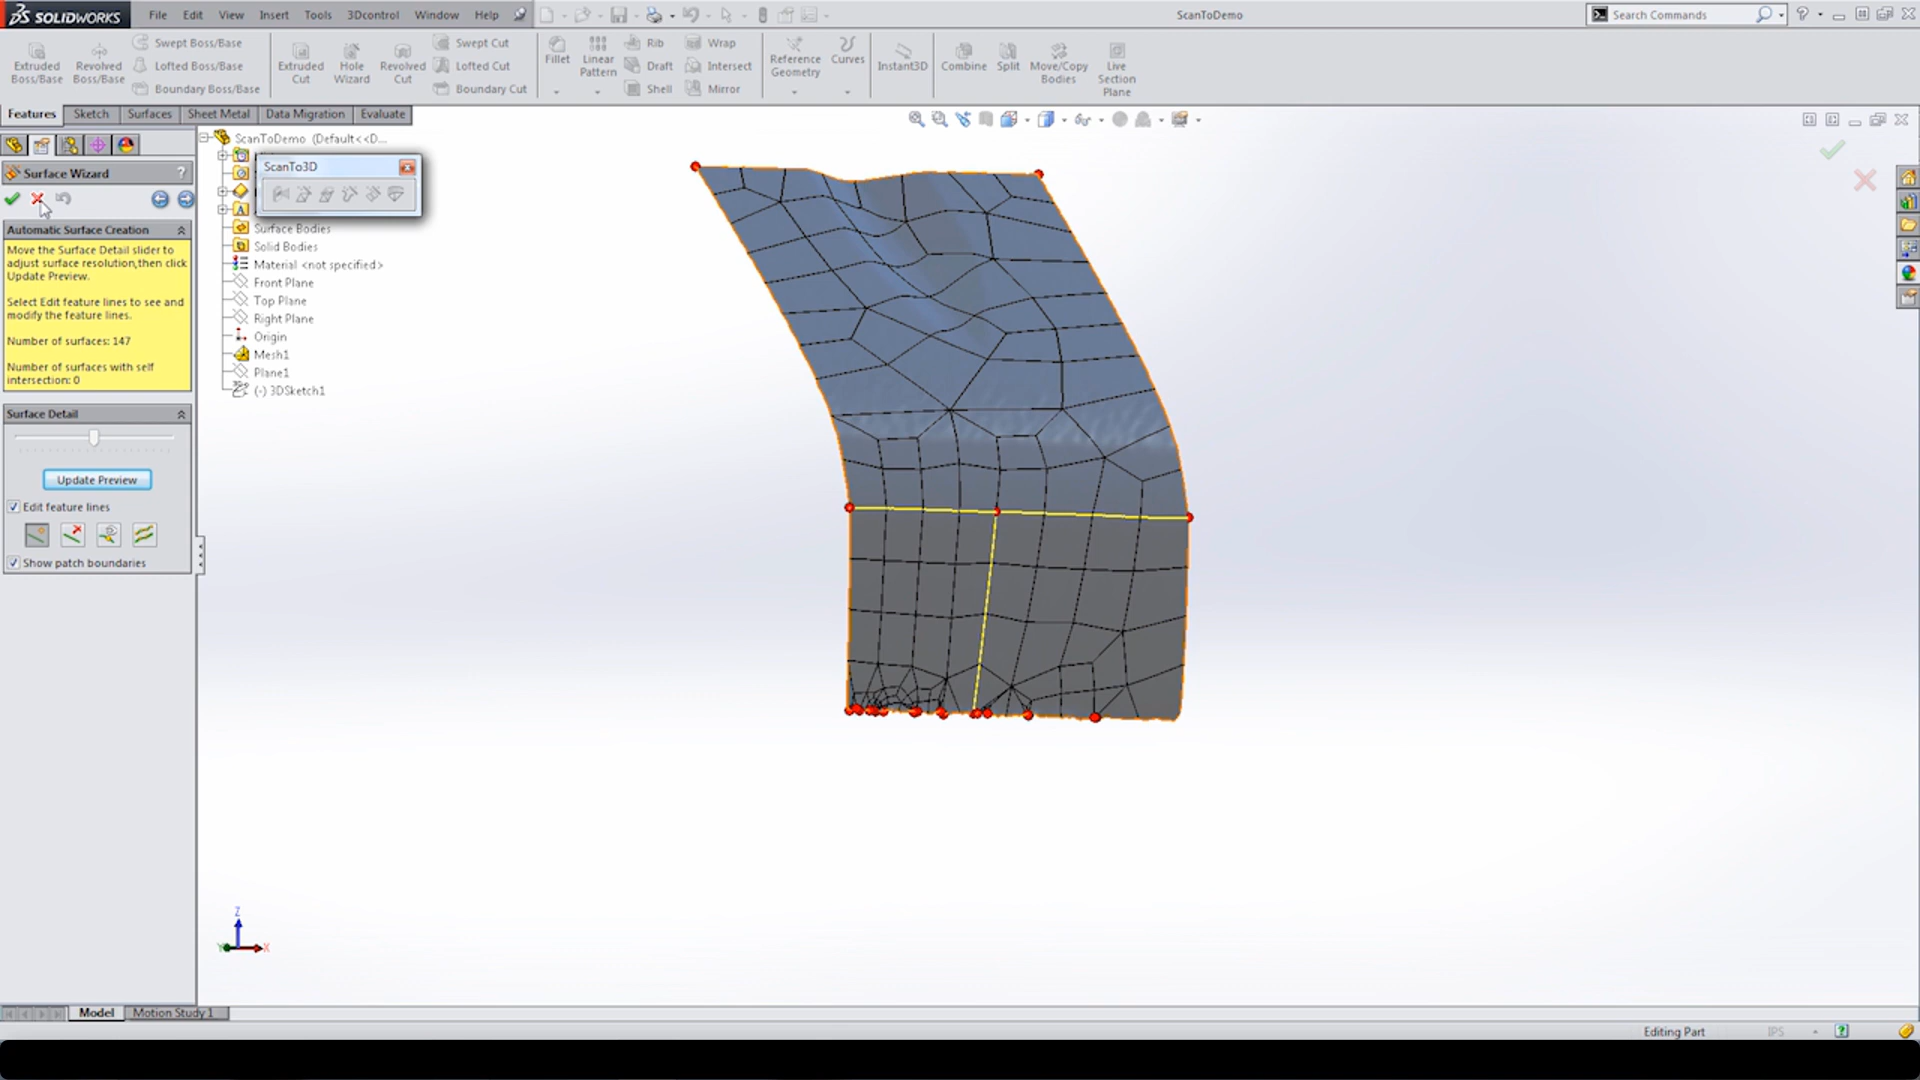 SOLIDWORKS
File Edit View Insert Tools 3Dcontrol Window Help
ScanToDemo
Search Commands
Extruded Boss/Base
Revolved Boss/Base
Swept Boss/Base
Lofted Boss/Base
Boundary Boss/Base
Extruded Cut
Hole Wizard
Revolved Cut
Swept Cut
Lofted Cut
Boundary Cut
Fillet
Linear Pattern
Rib
Draft
Shell
Wrap
Intersect
Mirror
Reference Geometry
Curves
Instant3D
Combine
Split
Move/Copy Bodies
Live Section Plane
Features Sketch Surfaces Sheet Metal Data Migration Evaluate
Surface Wizard
?
Automatic Surface Creation
Move the Surface Detail slider to
adjust surface resolution,then click
Update Preview.
Select Edit feature lines to see and
modify the feature lines.
Number of surfaces: 147
Number of surfaces with self
intersection: 0
Surface Detail
Update Preview
Edit feature lines
Show patch boundaries
ScanToDemo (Default<<D...
ScanTo3D
Surface Bodies
Solid Bodies
Material <not specified>
Front Plane
Top Plane
Right Plane
Origin
Mesh1
Plane1
(-) 3DSketch1
Z
Y
X
Model
Motion Study 1
Editing Part
IPS